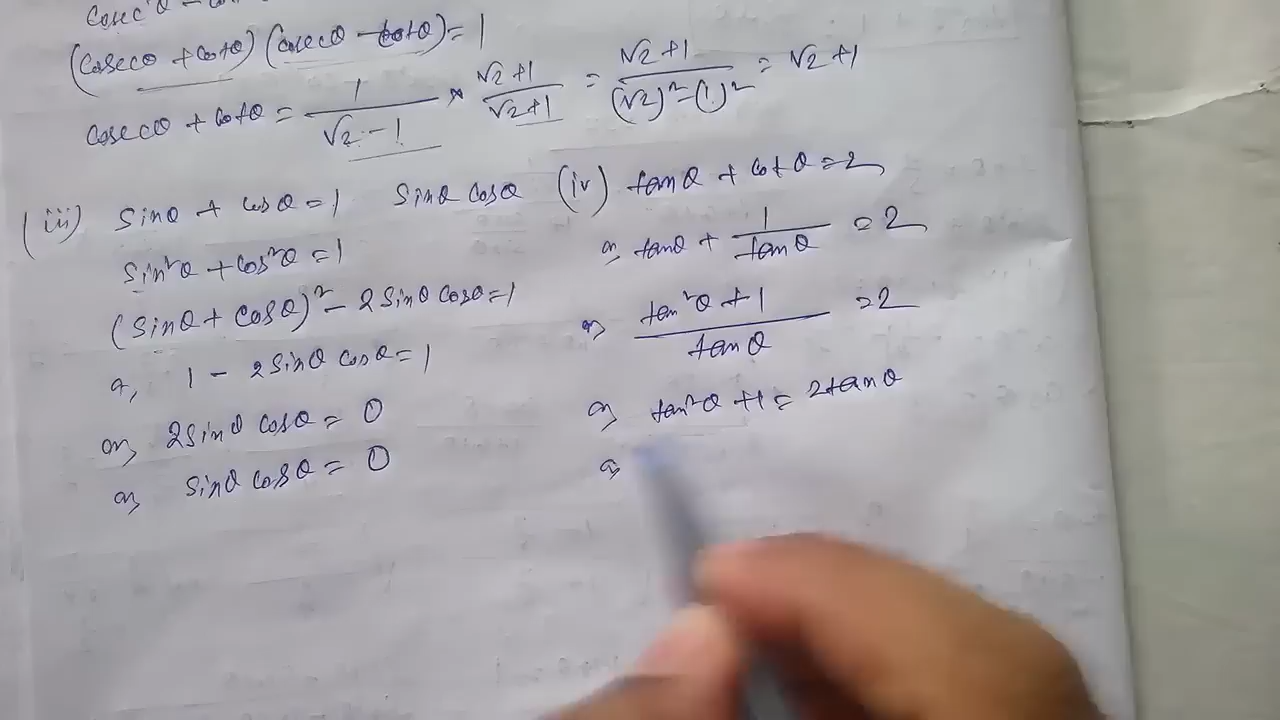 (cosecθ + cotθ) (cosecθ - cotθ) = 1
cosecθ + cotθ = 1/(√2 - 1) × (√2 + 1)/(√2 + 1) = (√2 + 1)/((√2)² - (1)²) = √2 + 1
(iii) sinθ + cosθ = 1 sinθ cosθ
sin²θ + cos²θ = 1
(sinθ + cosθ)² - 2 sinθ cosθ = 1
or, 1 - 2 sinθ cosθ = 1
or, 2 sinθ cosθ = 0
or, sinθ cosθ = 0
(iv) tanθ + cotθ = 2
or, tanθ + 1/tanθ = 2
or, (tan²θ + 1)/tanθ = 2
or, tan²θ + 1 = 2tanθ
or,